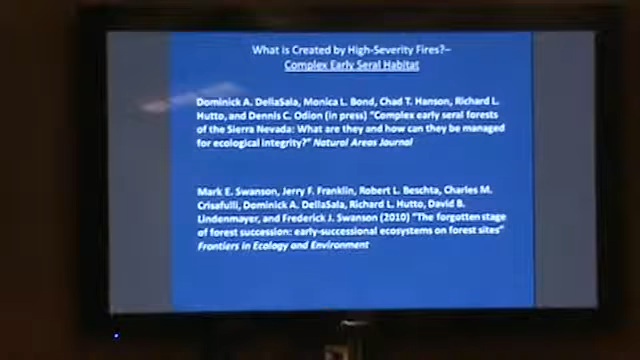 What is Created by High-Severity Fires?–
Complex Early Seral Habitat
Dominick A. DellaSala, Monica L. Bond, Chad T. Hanson, Richard L.
Hutto, and Dennis C. Odion (in press) "Complex early seral forests
of the Sierra Nevada: What are they and how can they be managed
for ecological integrity?" Natural Areas Journal
Mark E. Swanson, Jerry F. Franklin, Robert L. Beschta, Charles M.
Crisafulli, Dominick A. DellaSala, Richard L. Hutto, David B.
Lindenmayer, and Frederick J. Swanson (2010) "The forgotten stage
of forest succession: early-successional ecosystems on forest sites"
Frontiers in Ecology and Environment